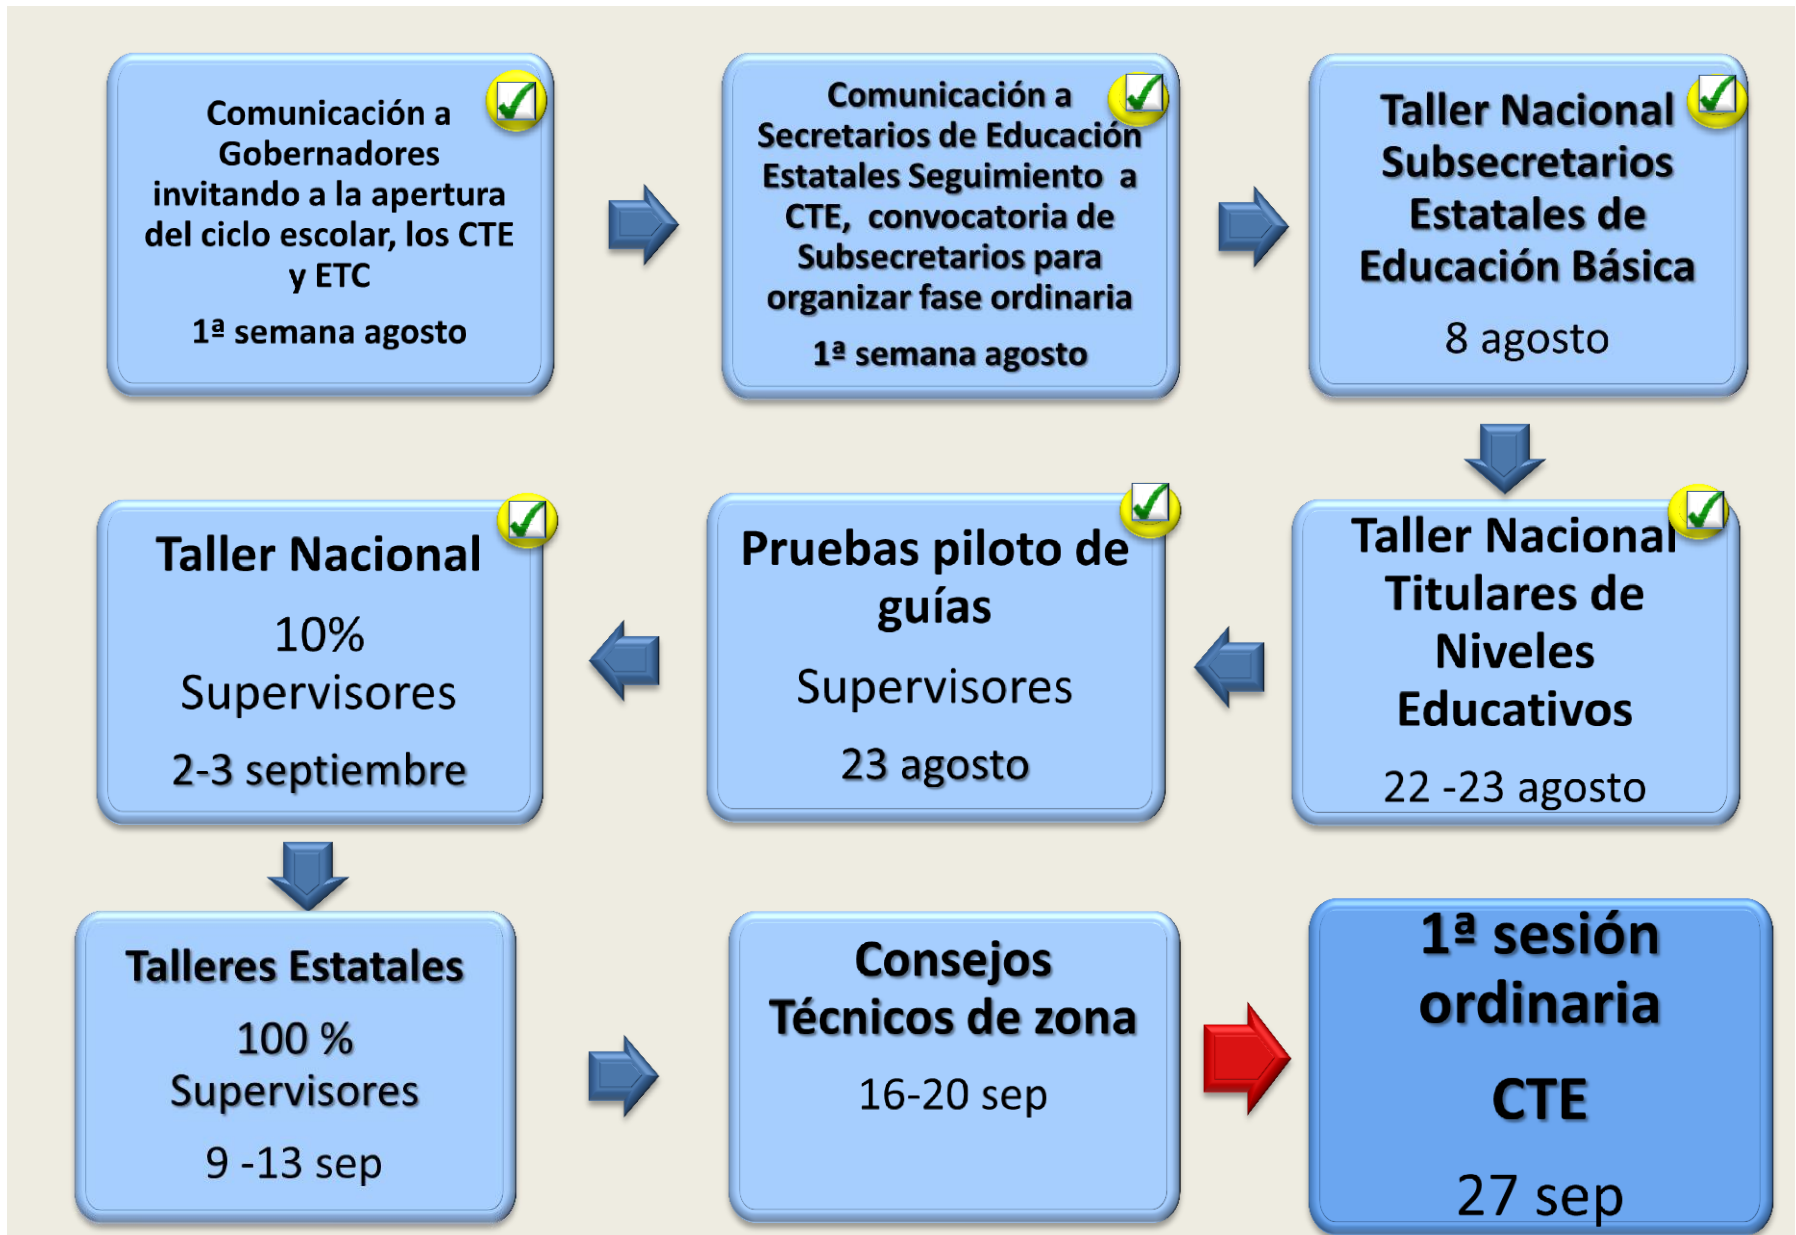 Comunicación a
Gobernadores
invitando a la apertura
del ciclo escolar, los CTE
y ETC
1ª semana agosto
Comunicación a
Secretarios de Educación
Estatales Seguimiento  a
CTE,  convocatoria de
Subsecretarios para
organizar fase ordinaria
1ª semana agosto
Taller Nacional
Subsecretarios
Estatales de
Educación Básica
8 agosto
Taller Nacional
Titulares de
Niveles
Educativos
22 -23 agosto
Pruebas piloto de
guías
Supervisores
23 agosto
Taller Nacional
10%
Supervisores
2-3 septiembre
Talleres Estatales
100 %
Supervisores
9 -13 sep
Consejos
Técnicos de zona
16-20 sep
1ª sesión
ordinaria
CTE
27 sep